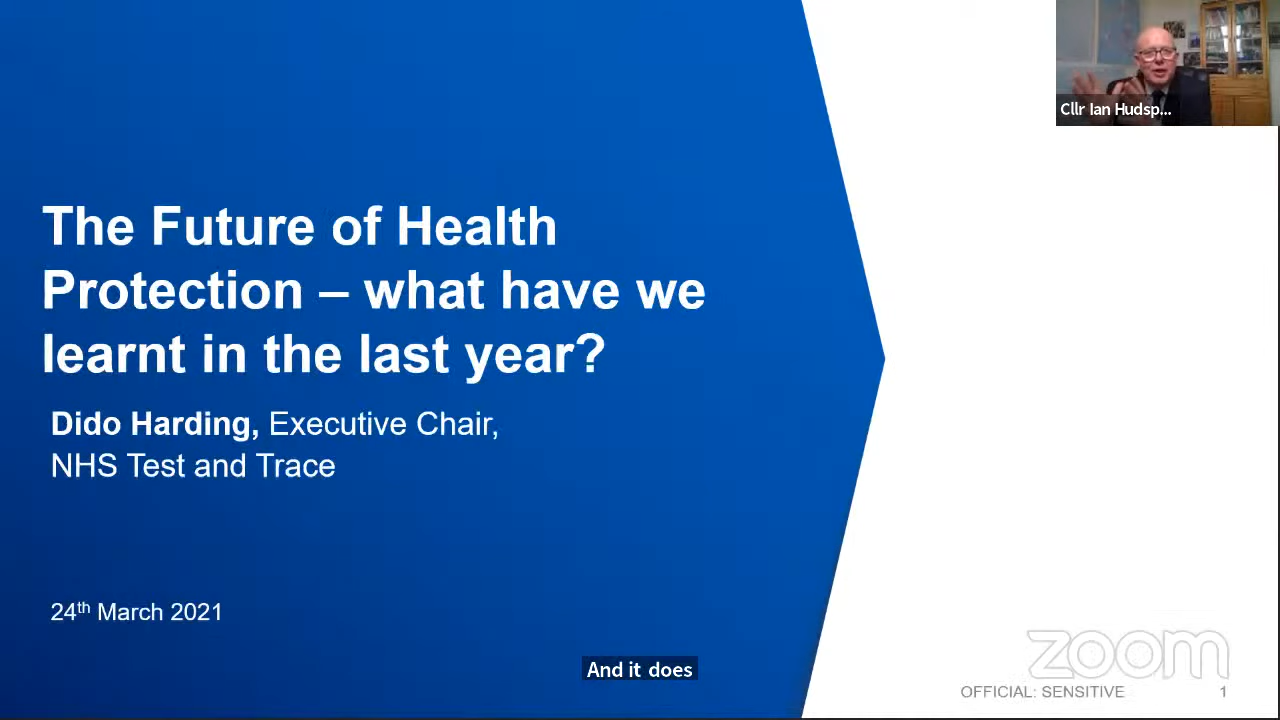 Cllr Ian Hudsp...
The Future of Health
Protection – what have we
learnt in the last year?
Dido Harding, Executive Chair,
NHS Test and Trace
24th March 2021
And it does
zoom
OFFICIAL: SENSITIVE 1